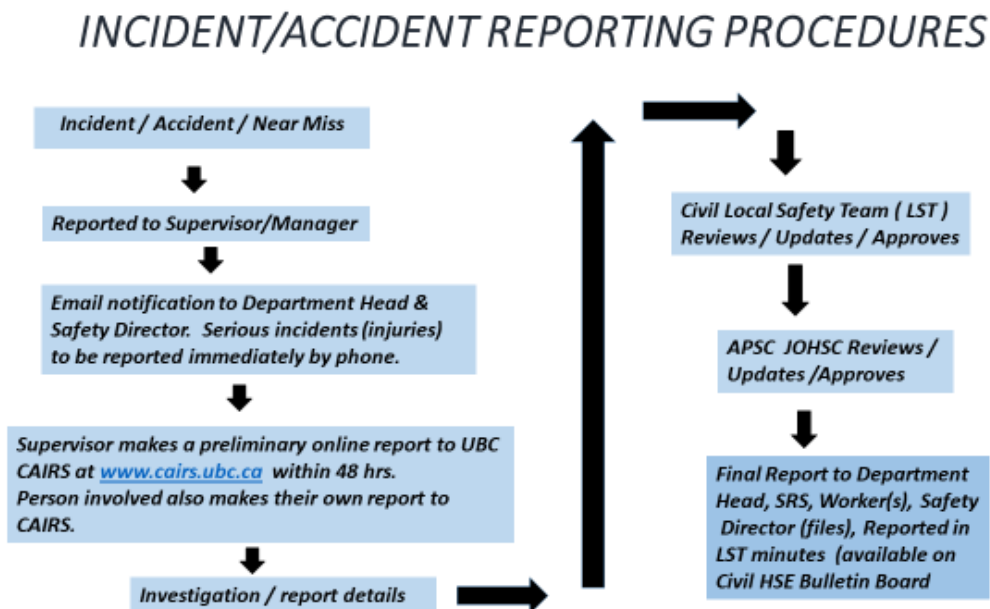 INCIDENT/ACCIDENT REPORTING PROCEDURES
Incident / Accident / Near Miss
Reported to Supervisor/Manager
Email notification to Department Head &
Safety Director.  Serious incidents (injuries)
to be reported immediately by phone.
Supervisor makes a preliminary online report to UBC
CAIRS at www.cairs.ubc.ca  within 48 hrs.
Person involved also makes their own report to
CAIRS.
Investigation / report details
Civil Local Safety Team ( LST )
Reviews / Updates / Approves
APSC  JOHSC Reviews /
Updates /Approves
Final Report to Department
Head, SRS, Worker(s),  Safety
Director (files), Reported in
LST minutes  (available on
Civil HSE Bulletin Board